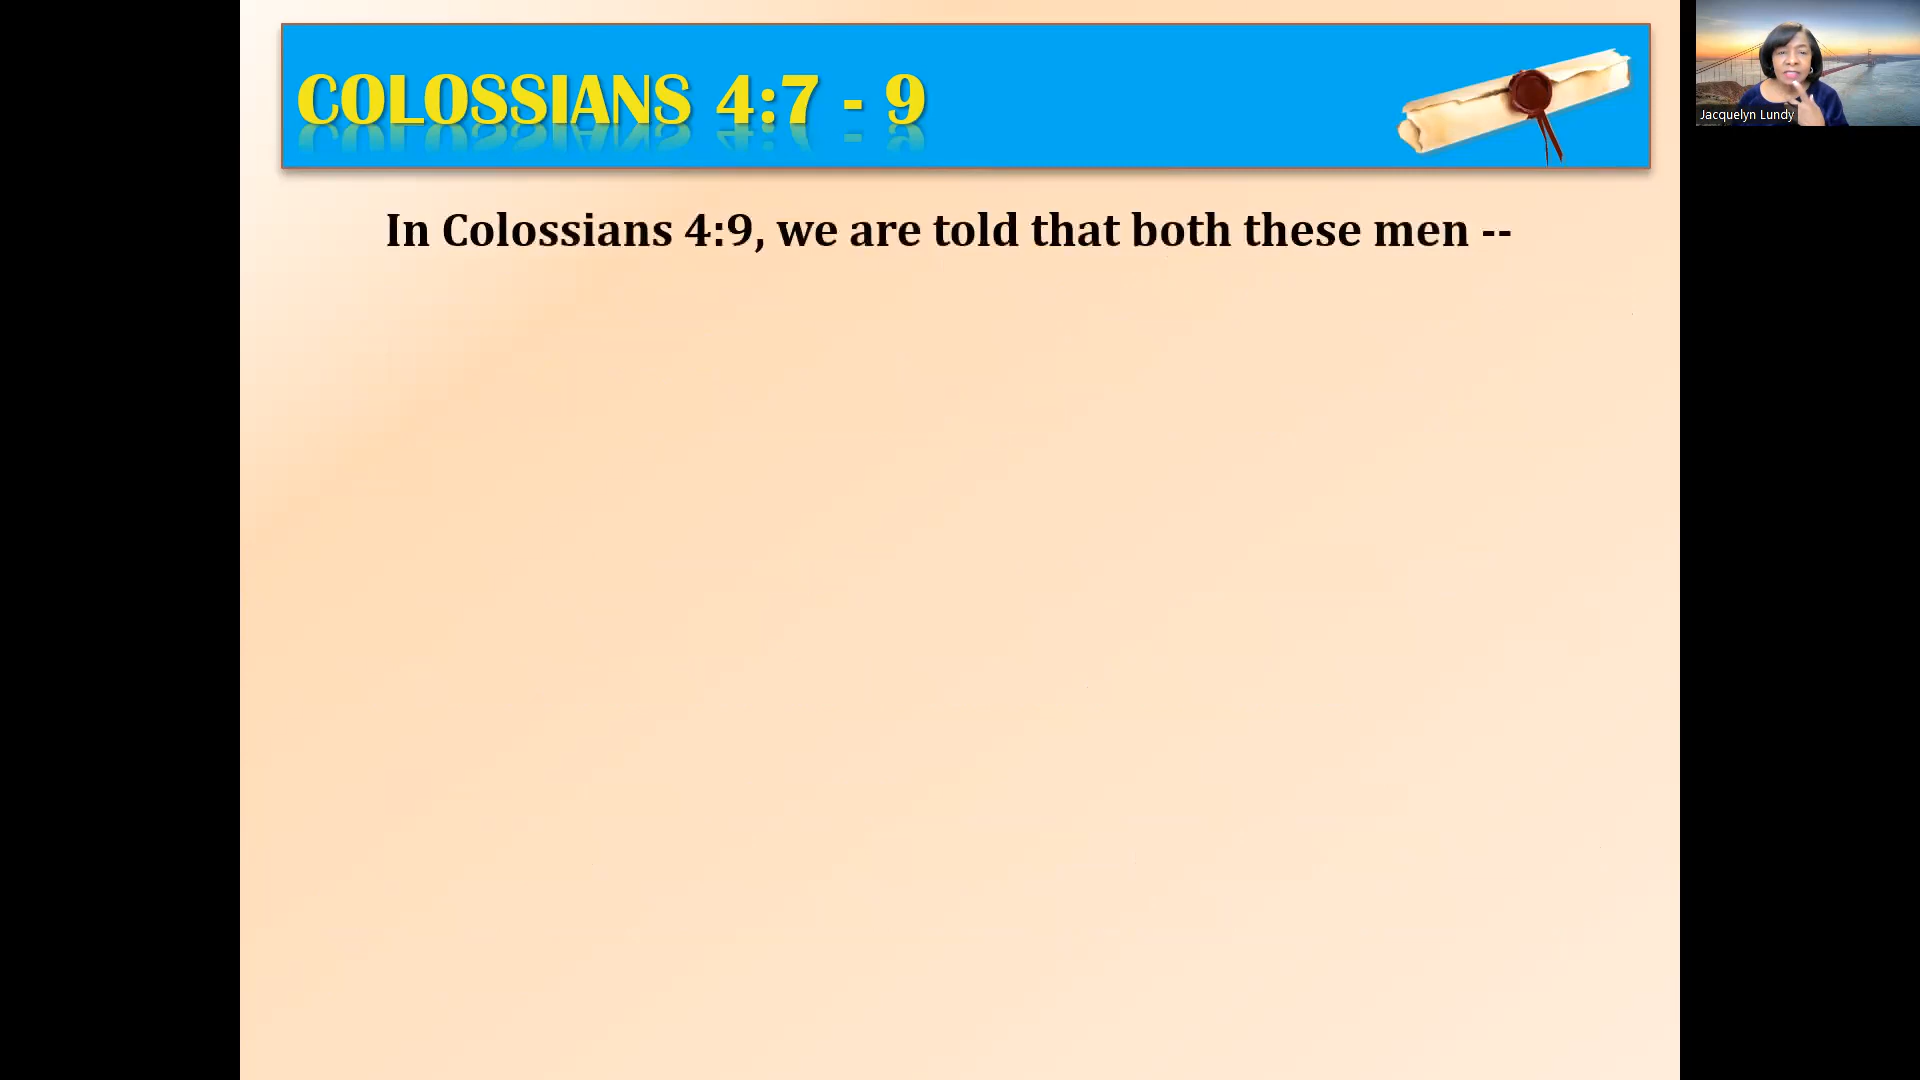 COLOSSIANS 4:7 - 9
Jacquelyn Lundy
In Colossians 4:9, we are told that both these men --